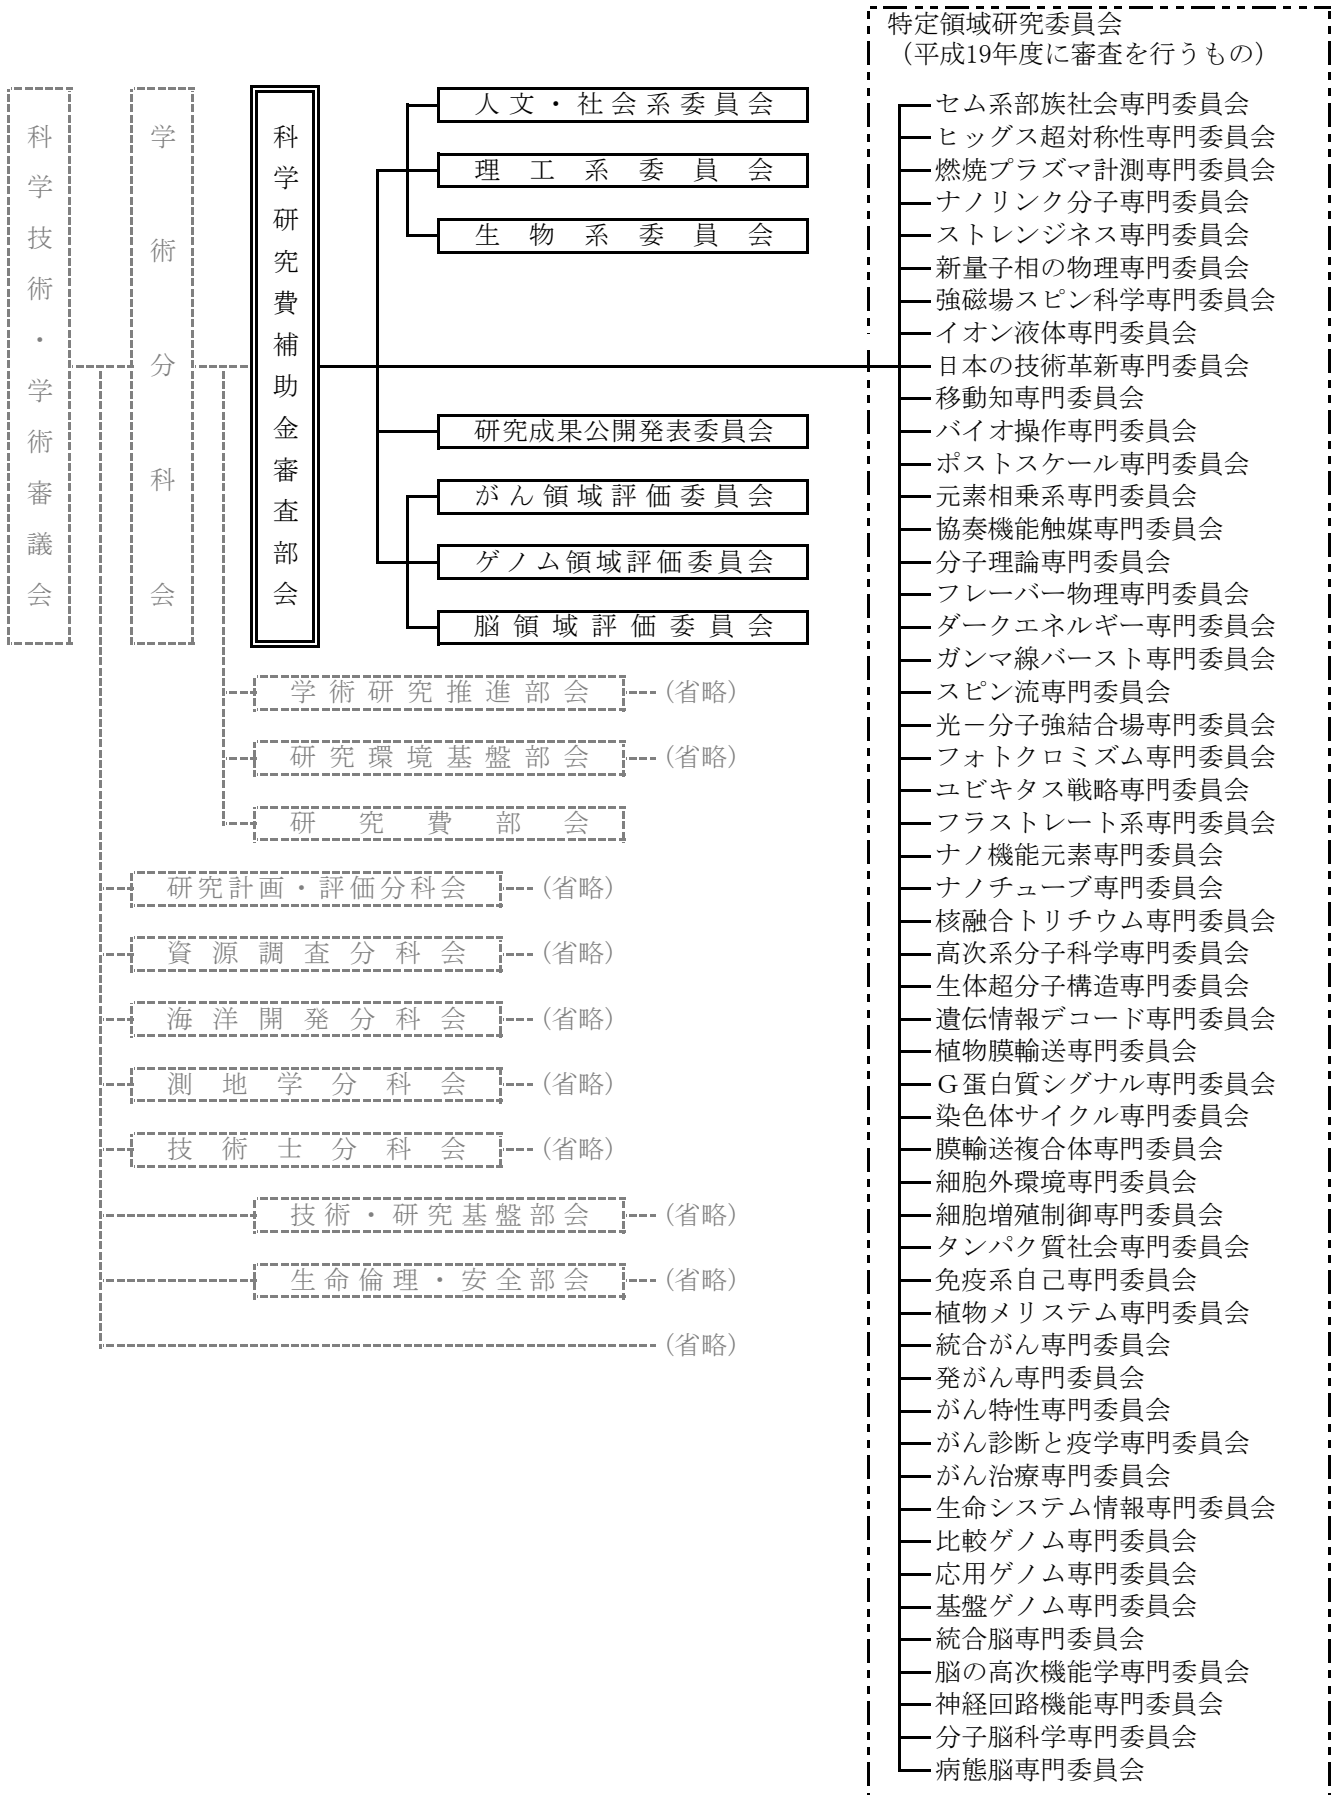 特定領域研究委員会
（平成19年度に審査を行うもの）
科学技術・学術審議会
学術分科会
科学研究費補助金審査部会
人文・社会系委員会
理工系委員会
生物系委員会
研究成果公開発表委員会
がん領域評価委員会
ゲノム領域評価委員会
脳領域評価委員会
学術研究推進部会 (省略)
研究環境基盤部会 (省略)
研究費部会
研究計画・評価分科会 (省略)
資源調査分科会 (省略)
海洋開発分科会 (省略)
測地学分科会 (省略)
技術士分科会 (省略)
技術・研究基盤部会 (省略)
生命倫理・安全部会 (省略)
(省略)
セム系部族社会専門委員会
ヒッグス超対称性専門委員会
燃焼プラズマ計測専門委員会
ナノリンク分子専門委員会
ストレンジネス専門委員会
新量子相の物理専門委員会
強磁場スピン科学専門委員会
イオン液体専門委員会
日本の技術革新専門委員会
移動知専門委員会
バイオ操作専門委員会
ポストスケール専門委員会
元素相乗系専門委員会
協奏機能触媒専門委員会
分子理論専門委員会
フレーバー物理専門委員会
ダークエネルギー専門委員会
ガンマ線バースト専門委員会
スピン流専門委員会
光－分子強結合場専門委員会
フォトクロミズム専門委員会
ユビキタス戦略専門委員会
フラストレート系専門委員会
ナノ機能元素専門委員会
ナノチューブ専門委員会
核融合トリチウム専門委員会
高次系分子科学専門委員会
生体超分子構造専門委員会
遺伝情報デコード専門委員会
植物膜輸送専門委員会
Ｇ蛋白質シグナル専門委員会
染色体サイクル専門委員会
膜輸送複合体専門委員会
細胞外環境専門委員会
細胞増殖制御専門委員会
タンパク質社会専門委員会
免疫系自己専門委員会
植物メリステム専門委員会
統合がん専門委員会
発がん専門委員会
がん特性専門委員会
がん診断と疫学専門委員会
がん治療専門委員会
生命システム情報専門委員会
比較ゲノム専門委員会
応用ゲノム専門委員会
基盤ゲノム専門委員会
統合脳専門委員会
脳の高次機能学専門委員会
神経回路機能専門委員会
分子脳科学専門委員会
病態脳専門委員会